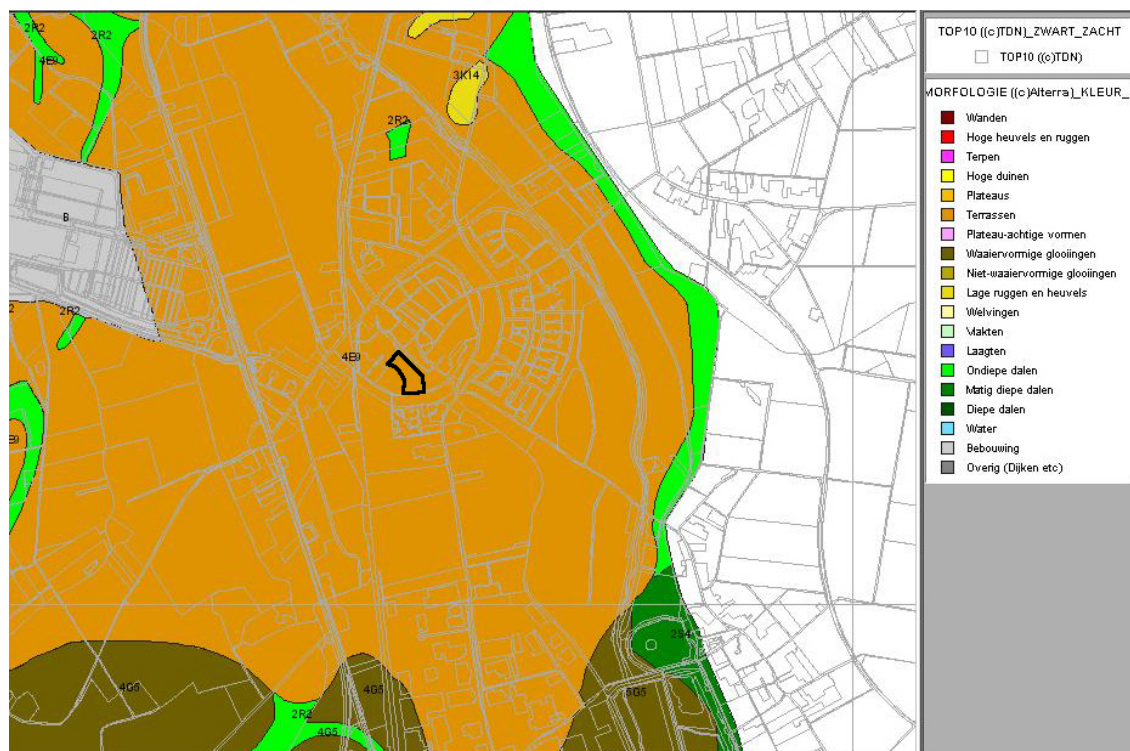 2R2
2R2
4E9
3K14
2R2
B
2
2R2
4E9
E9
2S4
4G5
4G5
5G5
2R2
4G5
TOP10 ((c)TDN)_ZWART_ZACHT
TOP10 ((c)TDN)
MORFOLOGIE ((c)Alterra)_KLEUR_
Wanden
Hoge heuvels en ruggen
Terpen
Hoge duinen
Plateaus
Terrassen
Plateau-achtige vormen
Waaiervormige glooiingen
Niet-waaiervormige glooiingen
Lage ruggen en heuvels
Welvingen
Vlakten
Laagten
Ondiepe dalen
Matig diepe dalen
Diepe dalen
Water
Bebouwing
Overig (Dijken etc)